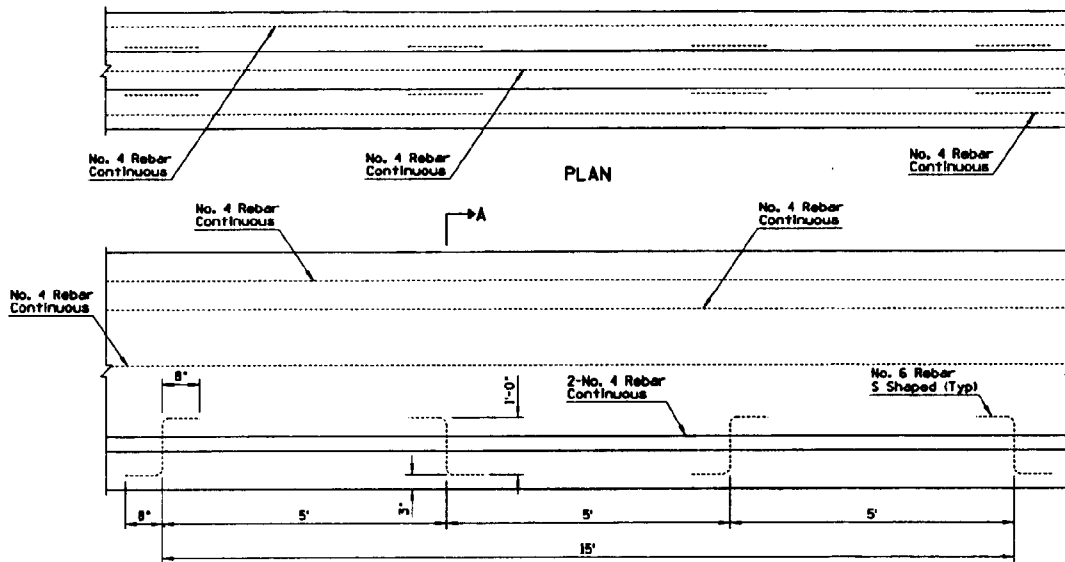 No. 4 Rebar
Continuous
No. 4 Rebar
Continuous
No. 4 Rebar
Continuous
PLAN
No. 4 Rebar
Continuous
A
No. 4 Rebar
Continuous
No. 4 Rebar
Continuous
8"
1'-0"
2-No. 4 Rebar
Continuous
No. 6 Rebar
S Shaped (Typ)
3"
8"
5'
5'
5'
15'